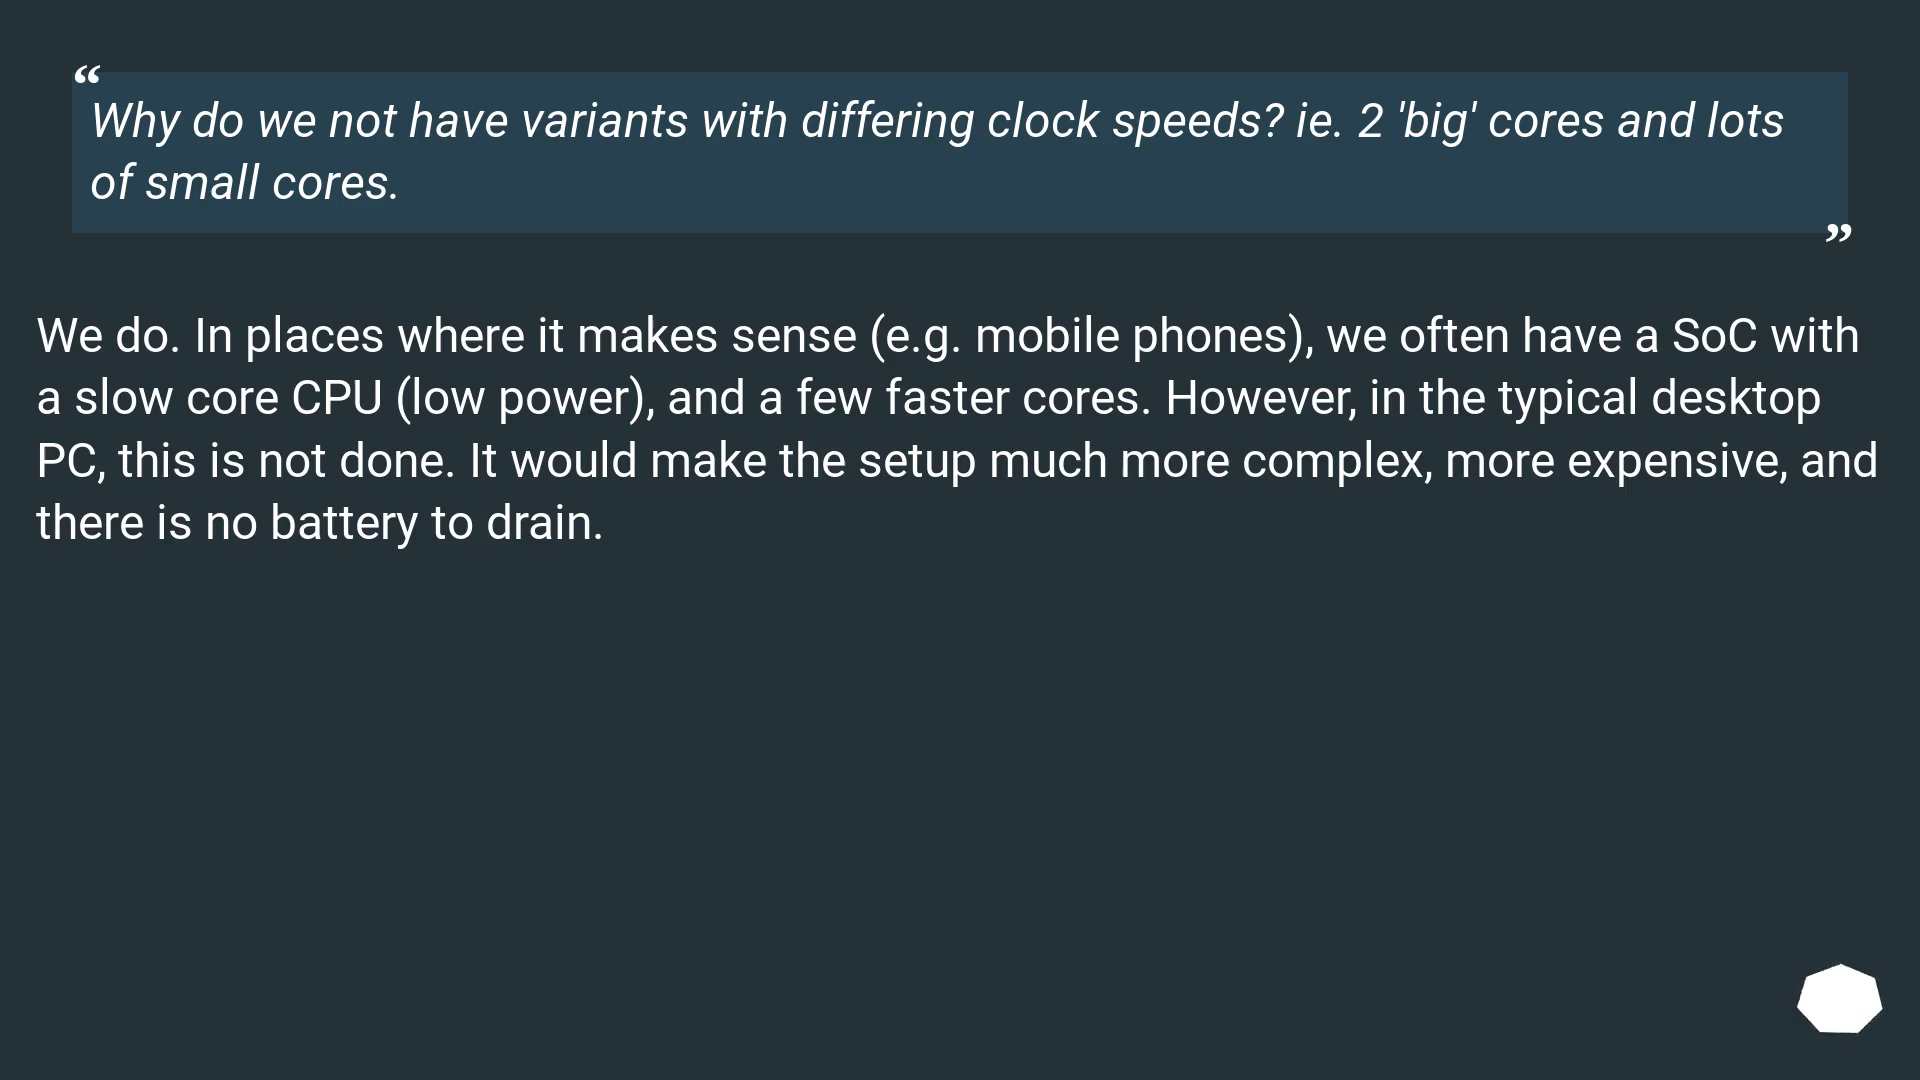 “
Why do we not have variants with differing clock speeds? ie. 2 'big' cores and lots
of small cores.
”
We do. In places where it makes sense (e.g. mobile phones), we often have a SoC with
a slow core CPU (low power), and a few faster cores. However, in the typical desktop
PC, this is not done. It would make the setup much more complex, more expensive, and
there is no battery to drain.